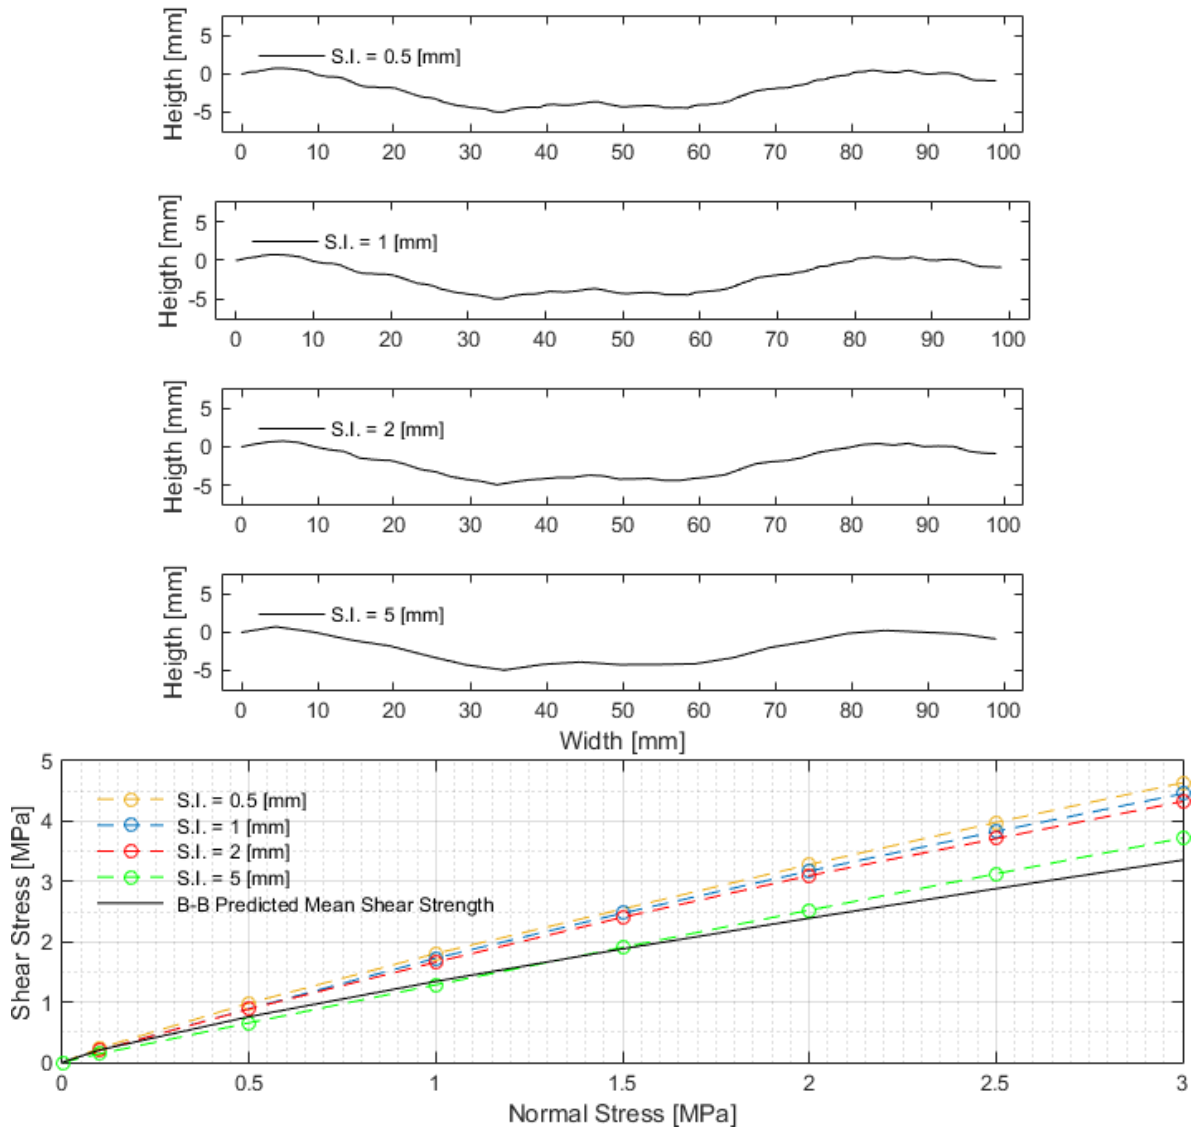 Heigth [mm]
5
0
-5
S.I. = 0.5 [mm]
0 10 20 30 40 50 60 70 80 90 100
Heigth [mm]
5
0
-5
S.I. = 1 [mm]
0 10 20 30 40 50 60 70 80 90 100
Heigth [mm]
5
0
-5
S.I. = 2 [mm]
0 10 20 30 40 50 60 70 80 90 100
Heigth [mm]
5
0
-5
S.I. = 5 [mm]
0 10 20 30 40 50 60 70 80 90 100
Width [mm]
Shear Stress [MPa]
5
4
3
2
1
0
S.I. = 0.5 [mm]
S.I. = 1 [mm]
S.I. = 2 [mm]
S.I. = 5 [mm]
B-B Predicted Mean Shear Strength
0 0.5 1 1.5 2 2.5 3
Normal Stress [MPa]